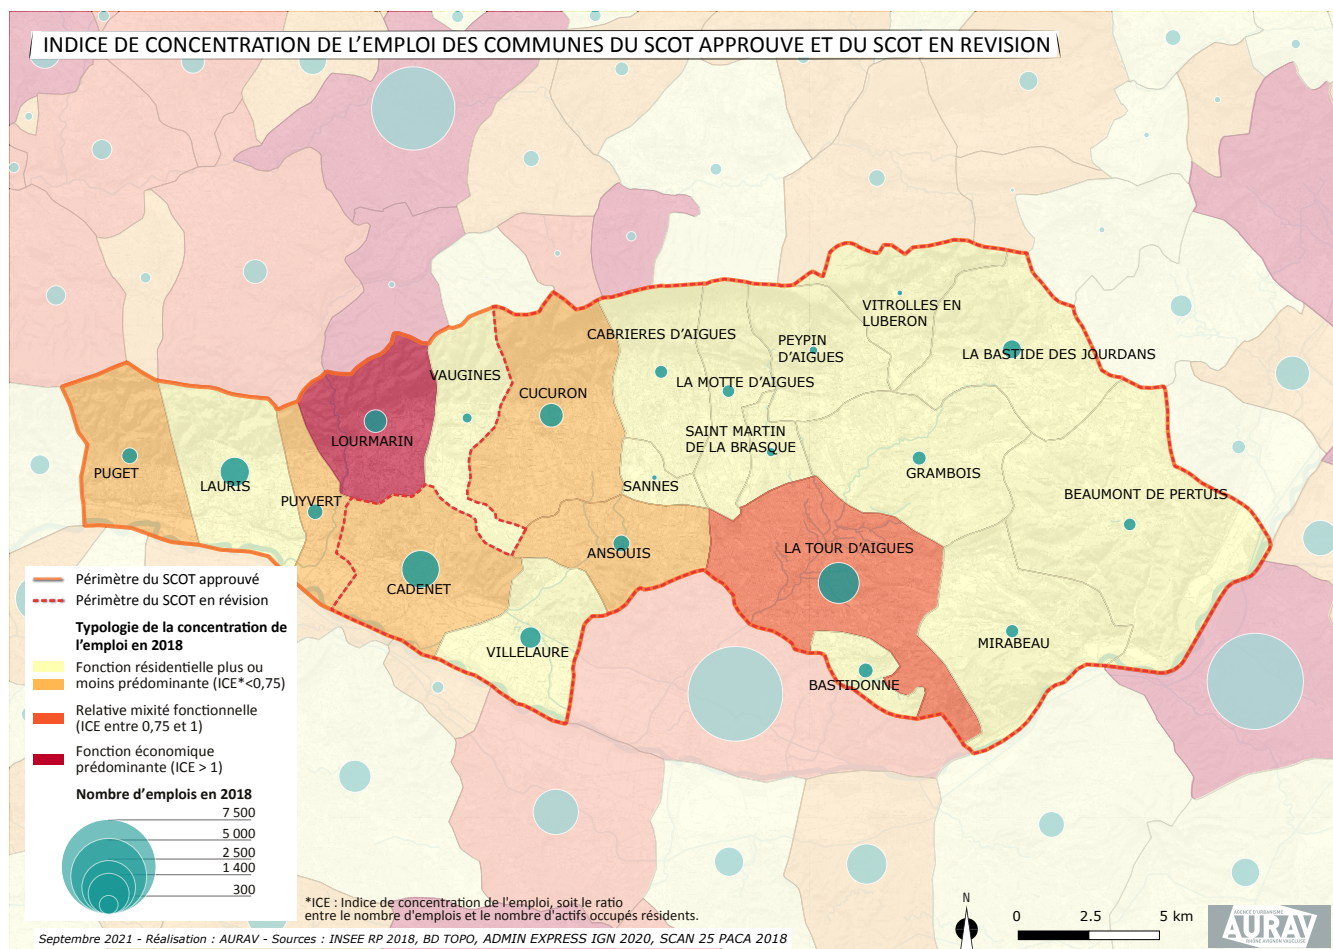 INDICE DE CONCENTRATION DE L’EMPLOI DES COMMUNES DU SCOT APPROUVE ET DU SCOT EN REVISION
VITROLLES EN
LUBERON
CABRIERES D’AIGUES
PEYPIN
D’AIGUES
LA BASTIDE DES JOURDANS
VAUGINES
LA MOTTE D’AIGUES
CUCURON
SAINT MARTIN
DE LA BRASQUE
LOURMARIN
PUGET
GRAMBOIS
LAURIS
SANNES
BEAUMONT DE PERTUIS
PUYVERT
ANSOUIS
LA TOUR D’AIGUES
CADENET
MIRABEAU
VILLELAURE
BASTIDONNE
Périmètre du SCOT approuvé
Périmètre du SCOT en révision
Typologie de la concentration de
l’emploi en 2018
Fonction résidentielle plus ou
moins prédominante (ICE*<0,75)
Relative mixité fonctionnelle
(ICE entre 0,75 et 1)
Fonction économique
prédominante (ICE > 1)
Nombre d’emplois en 2018
7 500
5 000
2 500
1 400
300
*ICE : Indice de concentration de l'emploi, soit le ratio
entre le nombre d'emplois et le nombre d'actifs occupés résidents.
N
0 2.5 5 km
AGENCE D'URBANISME
AURAV
RHÔNE AVIGNON VAUCLUSE
Septembre 2021 - Réalisation : AURAV - Sources : INSEE RP 2018, BD TOPO, ADMIN EXPRESS IGN 2020, SCAN 25 PACA 2018